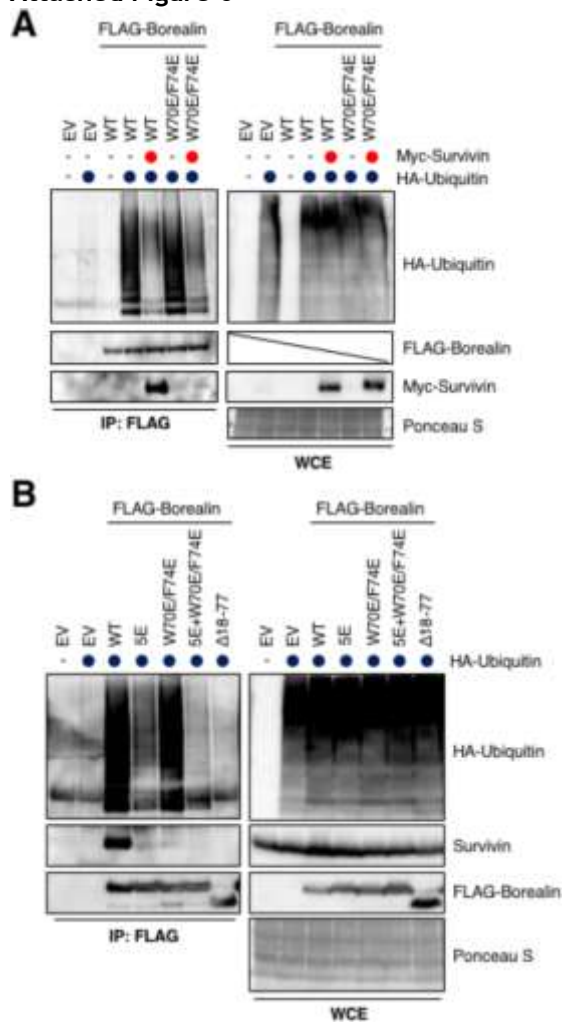 A
FLAG-Borealin FLAG-Borealin
EV EV WT WT WT W70E/F74E W70E/F74E EV EV WT WT WT W70E/F74E W70E/F74E
- - - - - - - - - - Myc-Survivin
- - - - HA-Ubiquitin
HA-Ubiquitin
FLAG-Borealin
Myc-Survivin
IP: FLAG
Ponceau S
WCE
B
FLAG-Borealin FLAG-Borealin
EV EV WT 5E W70E/F74E 5E+W70E/F74E Δ18-77 EV EV WT 5E W70E/F74E 5E+W70E/F74E Δ18-77
- - HA-Ubiquitin
HA-Ubiquitin
Survivin
FLAG-Borealin
IP: FLAG
Ponceau S
WCE